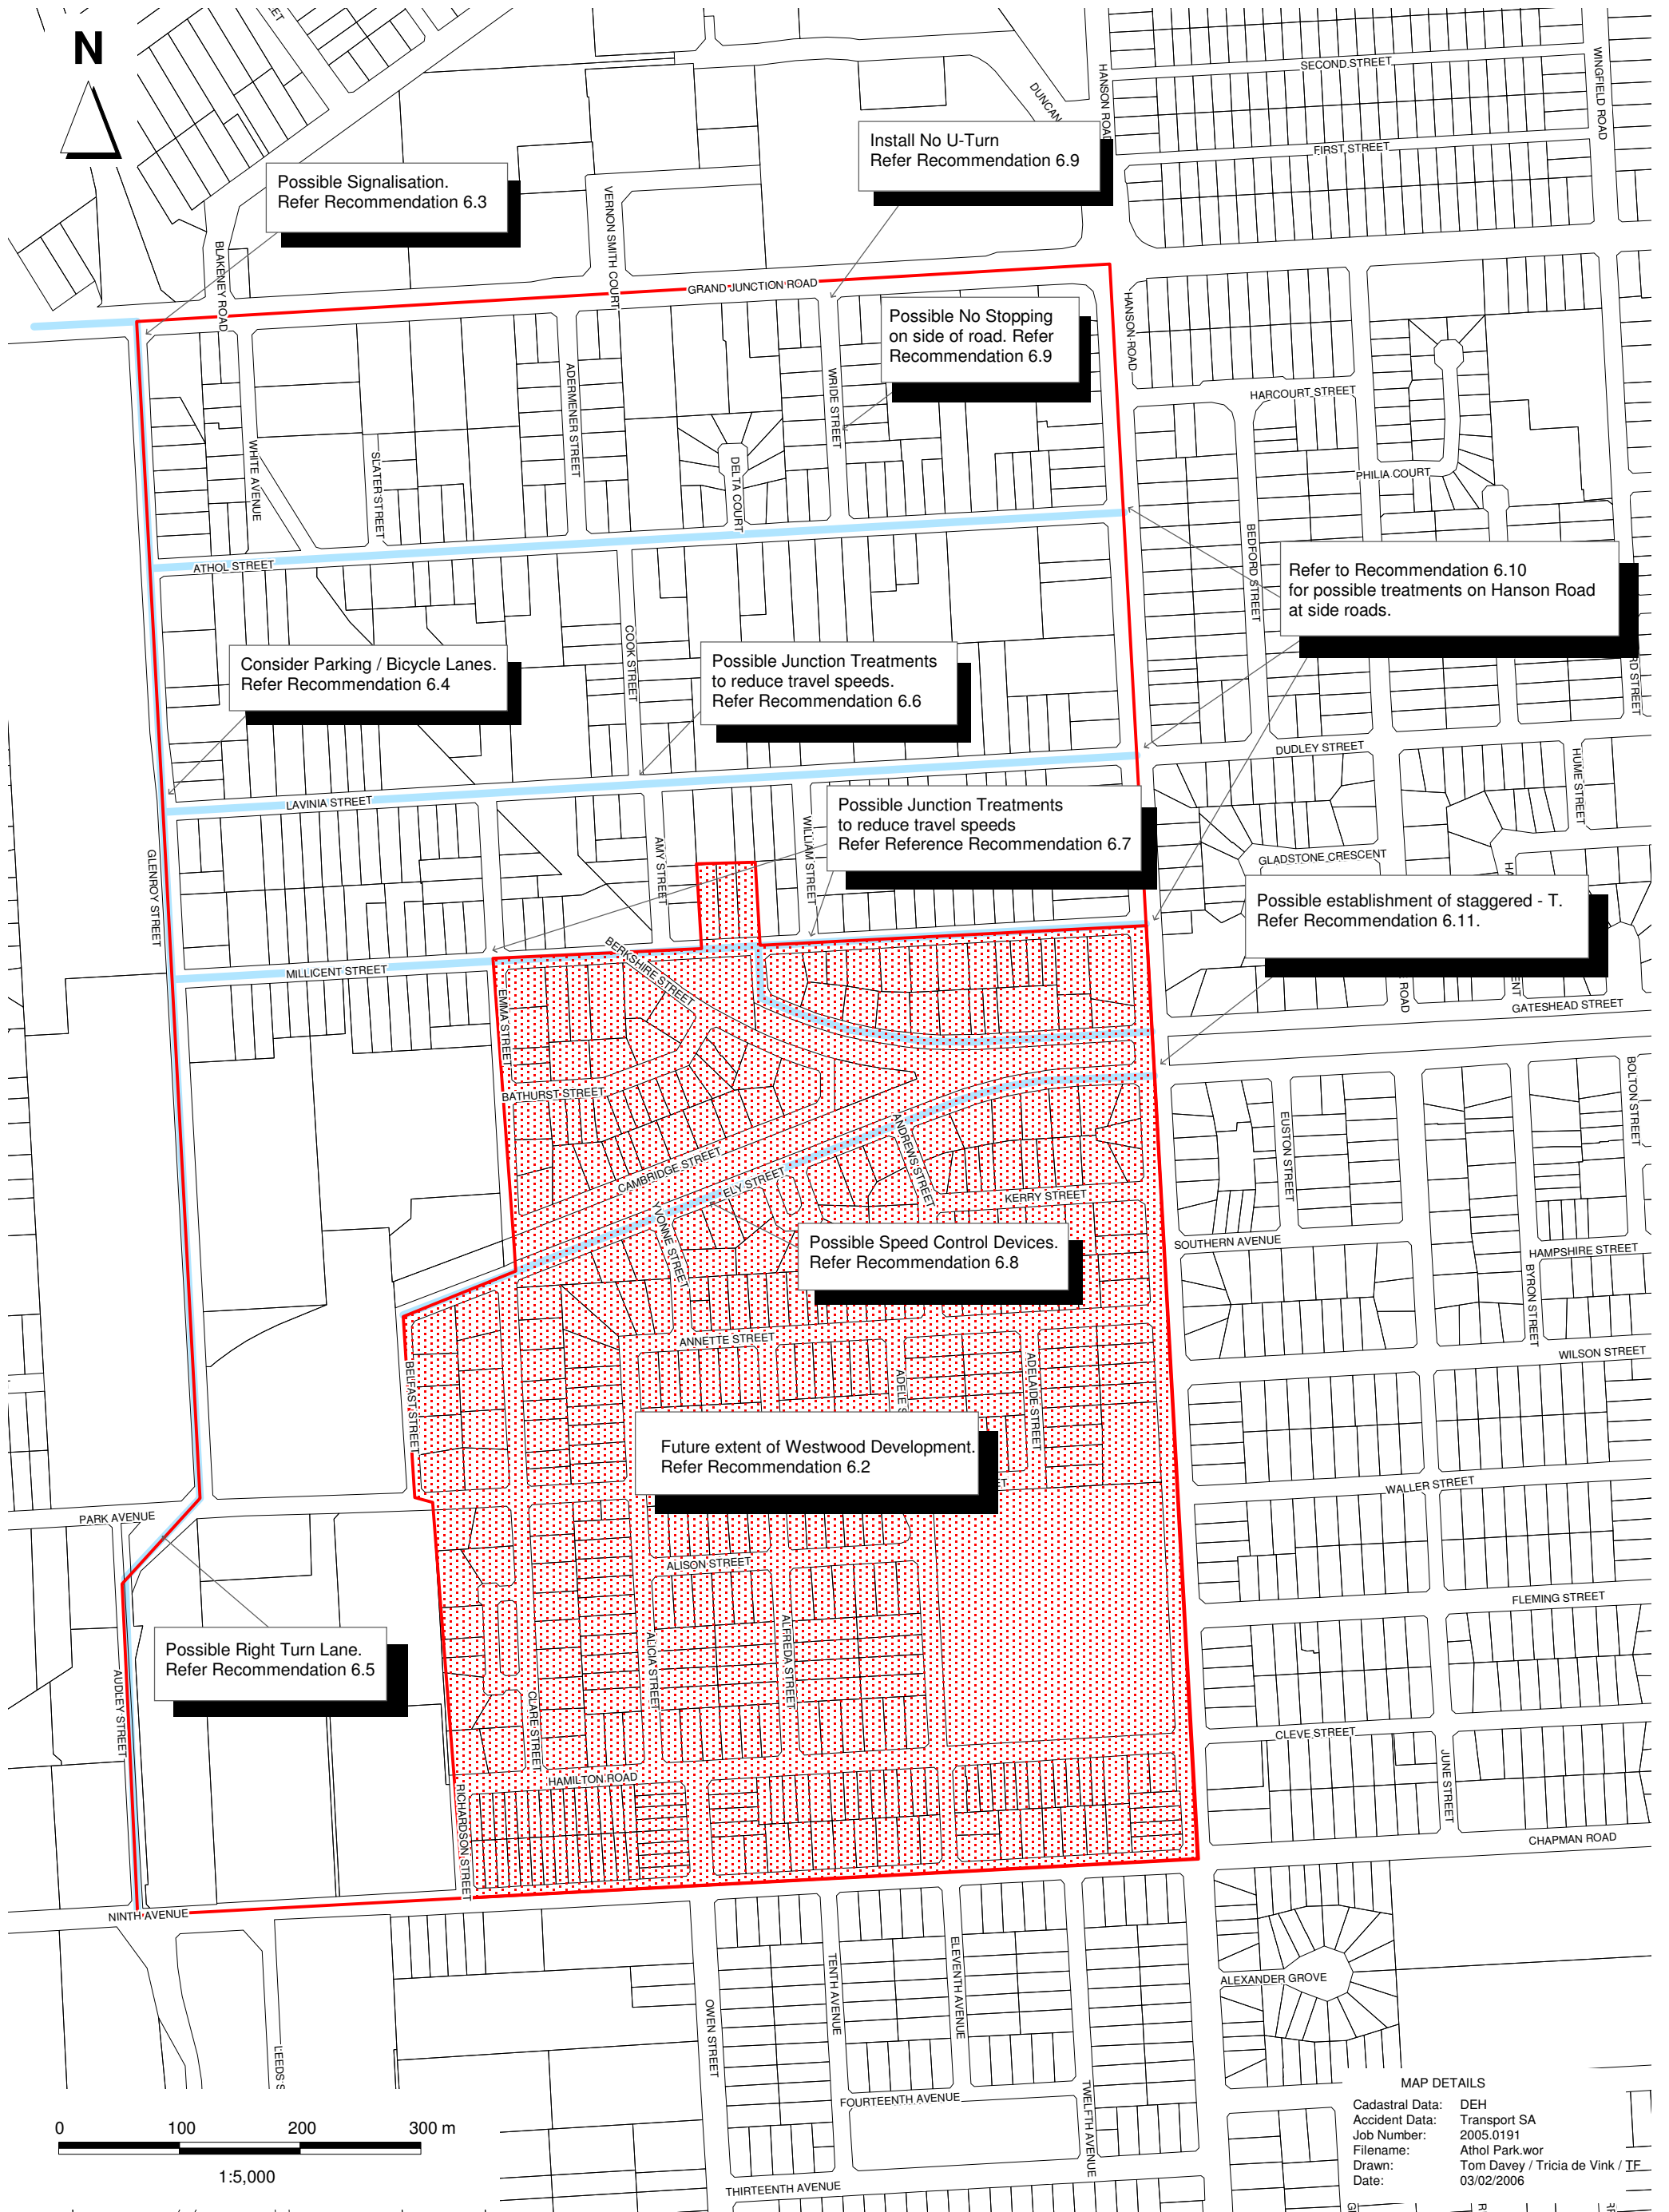 N
SECOND STREET
WINGFIELD ROAD
HANSON ROAD
DUNCAN
FIRST STREET
Install No U-Turn
Refer Recommendation 6.9
Possible Signalisation.
Refer Recommendation 6.3
VERNON SMITH COURT
BLAKENEY ROAD
GRAND JUNCTION ROAD
HANSON ROAD
Possible No Stopping
on side of road. Refer
Recommendation 6.9
ADERMENER STREET
WRIDE STREET
HARCOURT STREET
WHITE AVENUE
SLATER STREET
DELTA COURT
PHILIA COURT
BEDFORD STREET
ATHOL STREET
Refer to Recommendation 6.10
for possible treatments on Hanson Road
at side roads.
COOK STREET
Consider Parking / Bicycle Lanes.
Refer Recommendation 6.4
Possible Junction Treatments
to reduce travel speeds.
Refer Recommendation 6.6
RD STREET
DUDLEY STREET
HUME STREET
LAVINIA STREET
Possible Junction Treatments
to reduce travel speeds
Refer Reference Recommendation 6.7
WILLIAM STREET
AMY STREET
GLENROY STREET
GLADSTONE CRESCENT
HA
Possible establishment of staggered - T.
Refer Recommendation 6.11.
BERKSHIRE STREET
MILLICENT STREET
ROAD
ENT
GATESHEAD STREET
EMMA STREET
BOLTON STREET
BATHURST STREET
ANDREWS STREET
EUSTON STREET
CAMBRIDGE STREET
ELY STREET
KERRY STREET
YVONNE STREET
Possible Speed Control Devices.
Refer Recommendation 6.8
SOUTHERN AVENUE
HAMPSHIRE STREET
BYRON STREET
ANNETTE STREET
WILSON STREET
BELFAST STREET
ADELE S
ADELAIDE STREET
Future extent of Westwood Development.
Refer Recommendation 6.2
ET
WALLER STREET
PARK AVENUE
ALISON STREET
FLEMING STREET
Possible Right Turn Lane.
Refer Recommendation 6.5
ALICIA STREET
ALFREDA STREET
AUDLEY STREET
CLARE STREET
CLEVE STREET
JUNE STREET
HAMILTON ROAD
RICHARDSON STREET
CHAPMAN ROAD
NINTH AVENUE
TENTH AVENUE
ELEVENTH AVENUE
ALEXANDER GROVE
OWEN STREET
LEEDS S
TWELFTH AVENUE
FOURTEENTH AVENUE
THIRTEENTH AVENUE
0 100 200 300 m
1:5,000
MAP DETAILS
Cadastral Data: DEH
Accident Data: Transport SA
Job Number: 2005.0191
Filename: Athol Park.wor
Drawn: Tom Davey / Tricia de Vink / TF
Date: 03/02/2006